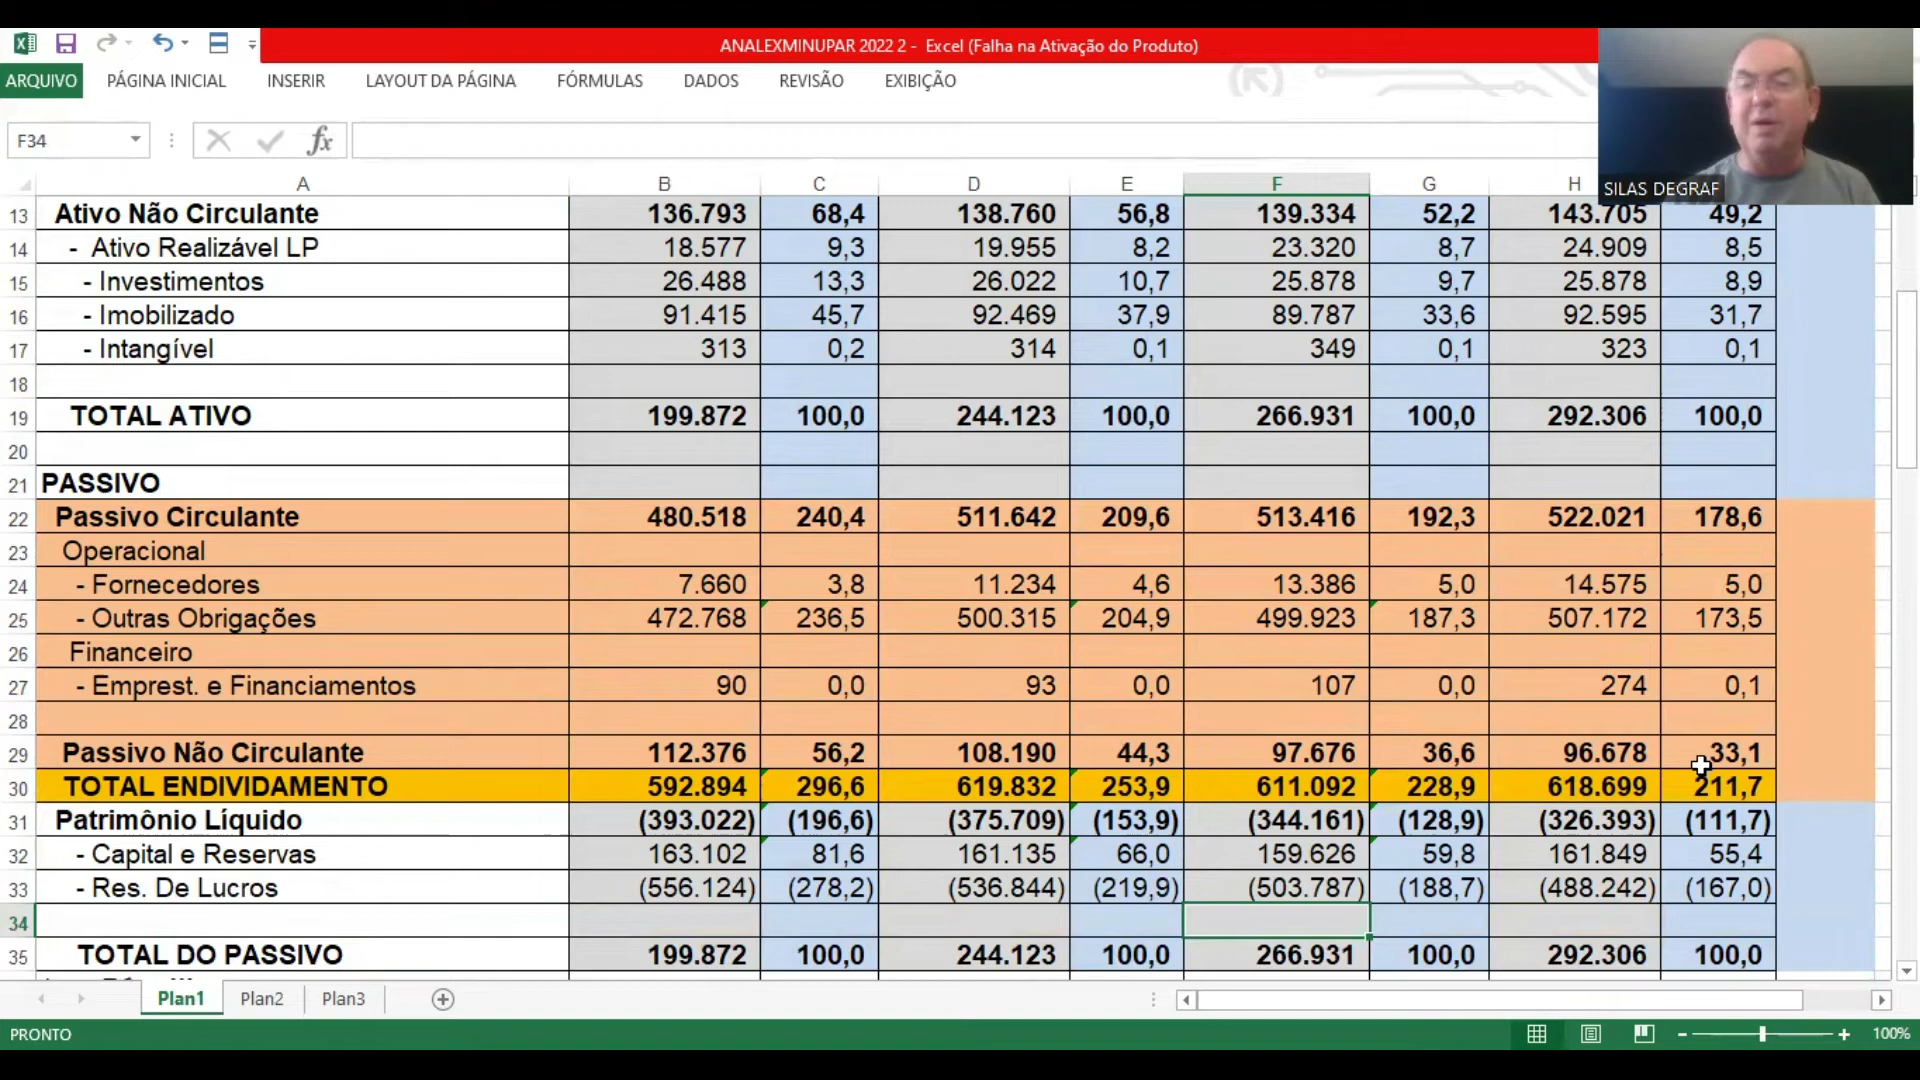 ANALEXMINUPAR 2022 2 - Excel (Falha na Ativação do Produto)
ARQUIVO PÁGINA INICIAL INSERIR LAYOUT DA PÁGINA FÓRMULAS DADOS REVISÃO EXIBIÇÃO
F34 fx
SILAS DEGRAF
A B C D E F G H
13 Ativo Não Circulante 136.793 68,4 138.760 56,8 139.334 52,2 143.705 49,2
14 - Ativo Realizável LP 18.577 9,3 19.955 8,2 23.320 8,7 24.909 8,5
15 - Investimentos 26.488 13,3 26.022 10,7 25.878 9,7 25.878 8,9
16 - Imobilizado 91.415 45,7 92.469 37,9 89.787 33,6 92.595 31,7
17 - Intangível 313 0,2 314 0,1 349 0,1 323 0,1
18
19 TOTAL ATIVO 199.872 100,0 244.123 100,0 266.931 100,0 292.306 100,0
20
21 PASSIVO
22 Passivo Circulante 480.518 240,4 511.642 209,6 513.416 192,3 522.021 178,6
23 Operacional
24 - Fornecedores 7.660 3,8 11.234 4,6 13.386 5,0 14.575 5,0
25 - Outras Obrigações 472.768 236,5 500.315 204,9 499.923 187,3 507.172 173,5
26 Financeiro
27 - Emprest. e Financiamentos 90 0,0 93 0,0 107 0,0 274 0,1
28
29 Passivo Não Circulante 112.376 56,2 108.190 44,3 97.676 36,6 96.678 33,1
30 TOTAL ENDIVIDAMENTO 592.894 296,6 619.832 253,9 611.092 228,9 618.699 211,7
31 Patrimônio Líquido (393.022) (196,6) (375.709) (153,9) (344.161) (128,9) (326.393) (111,7)
32 - Capital e Reservas 163.102 81,6 161.135 66,0 159.626 59,8 161.849 55,4
33 - Res. De Lucros (556.124) (278,2) (536.844) (219,9) (503.787) (188,7) (488.242) (167,0)
34
35 TOTAL DO PASSIVO 199.872 100,0 244.123 100,0 266.931 100,0 292.306 100,0
Plan1 Plan2 Plan3
PRONTO 100%